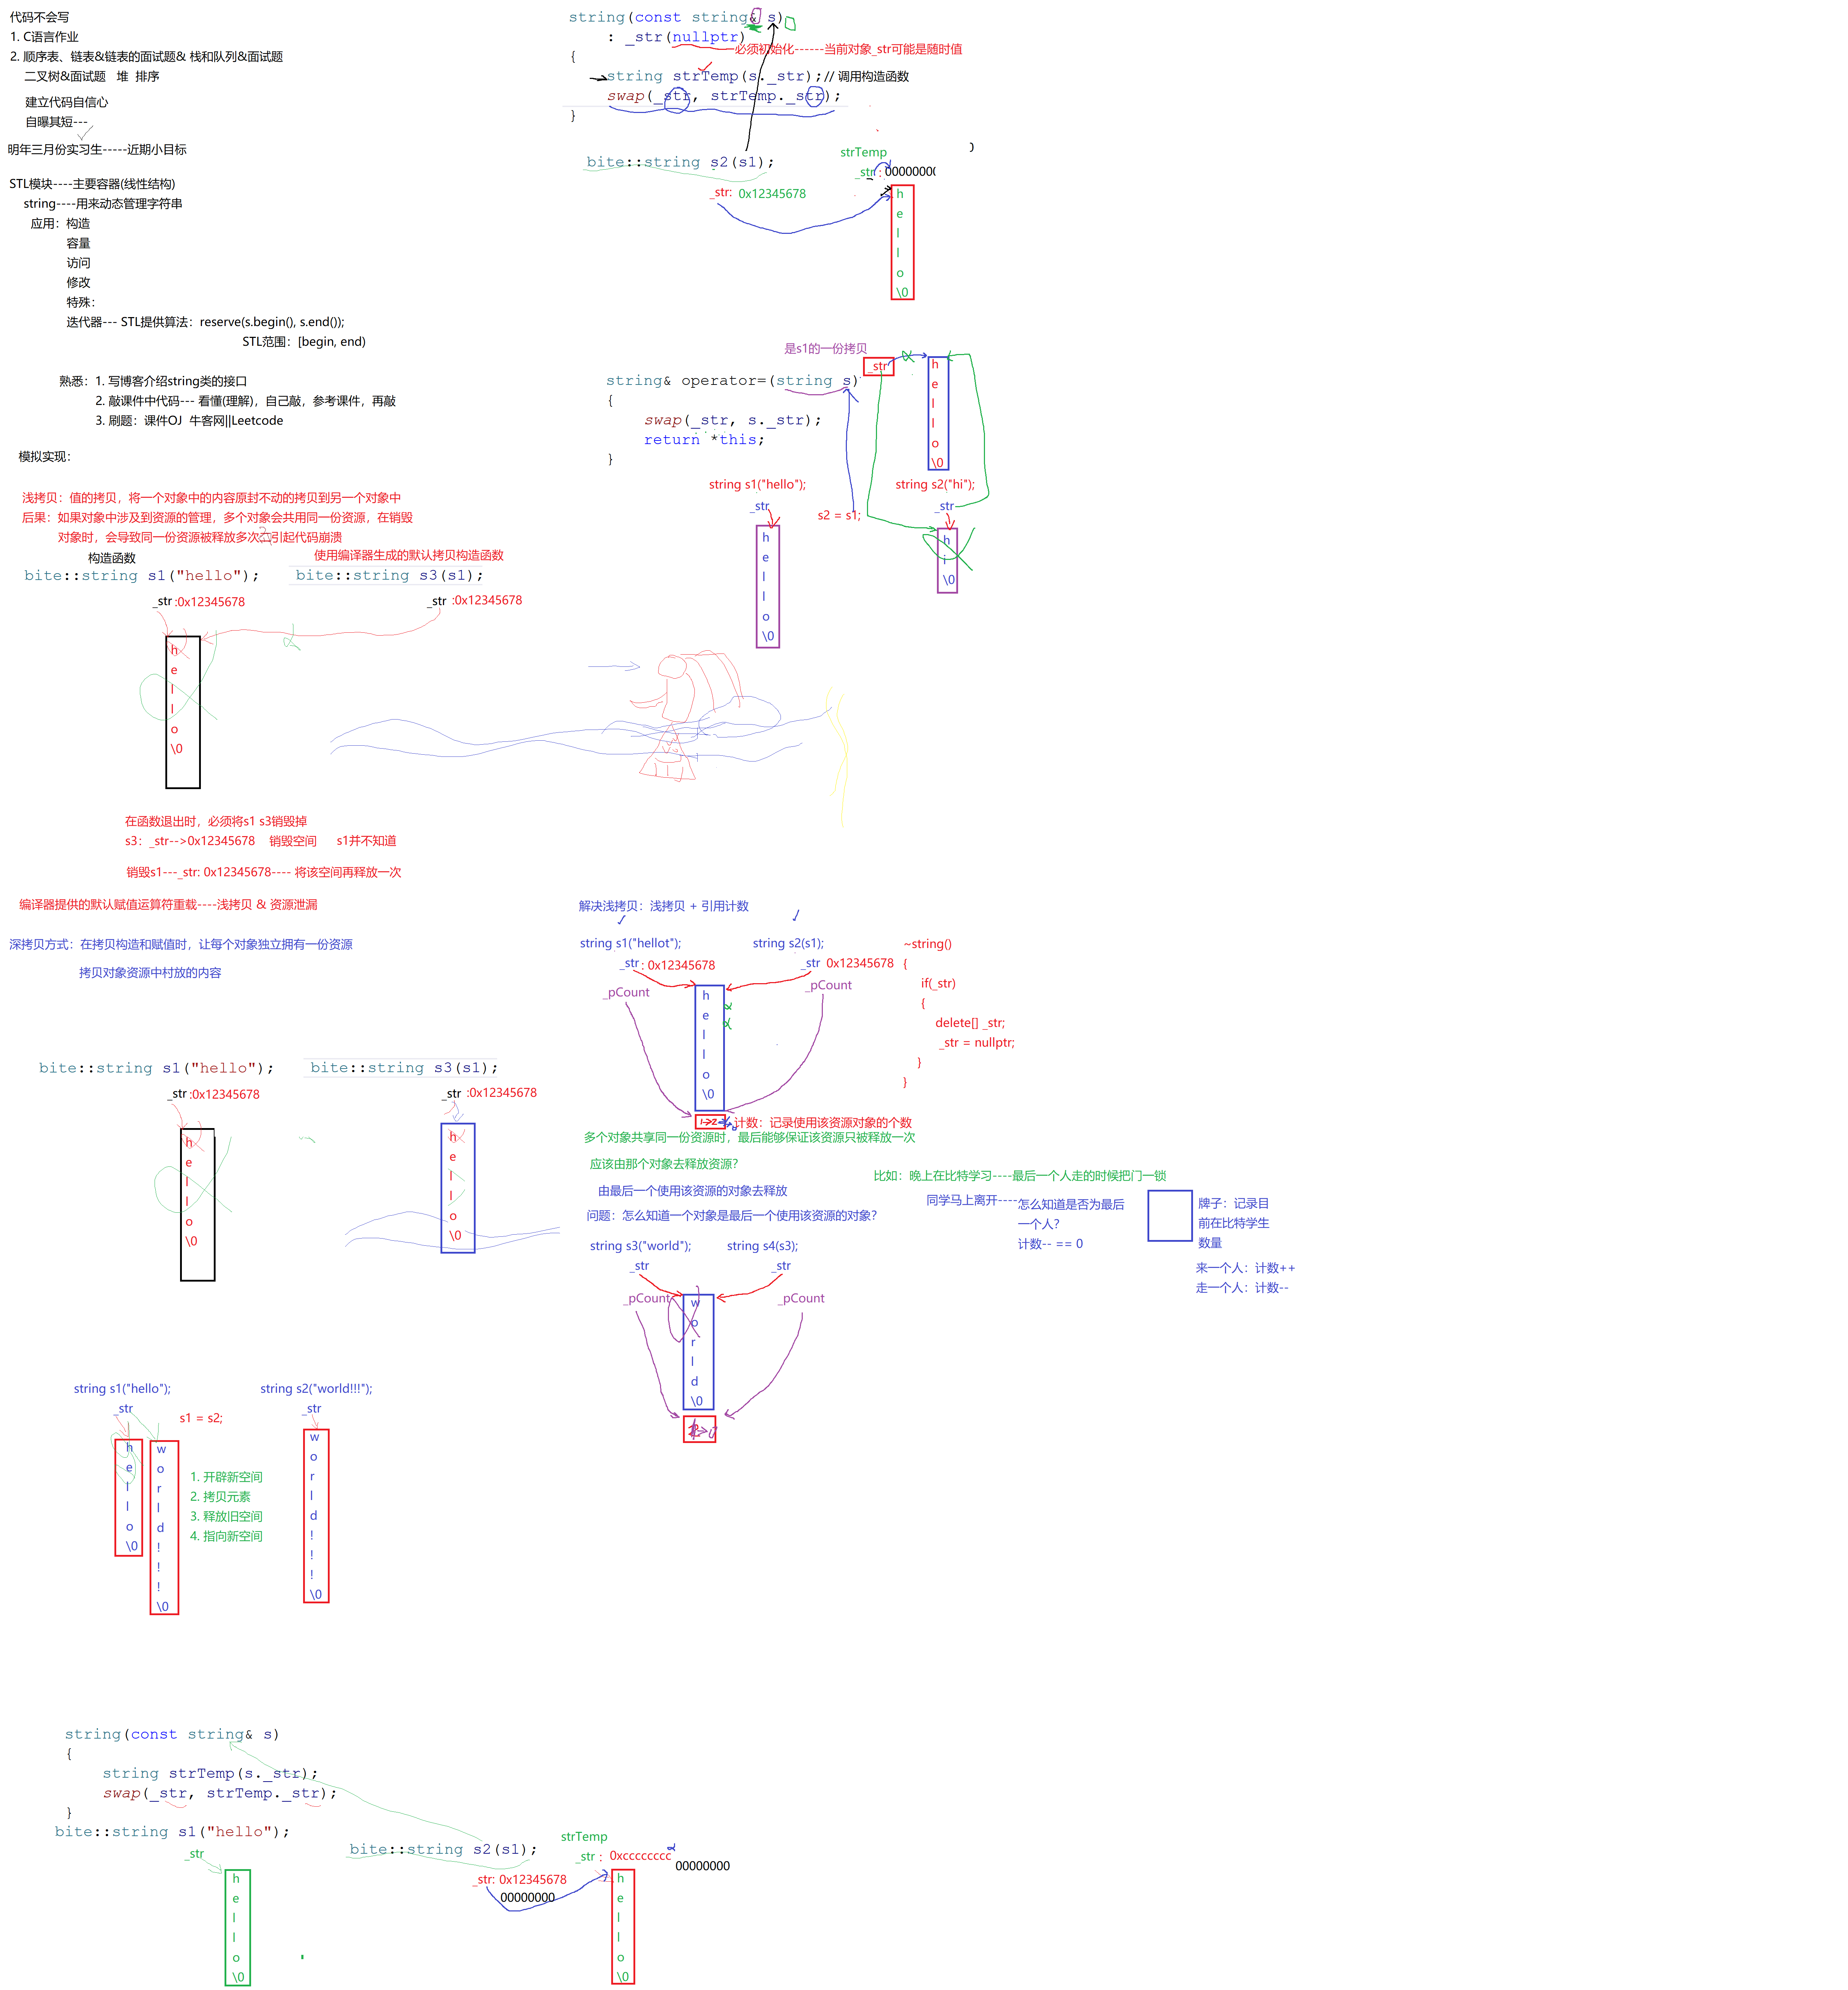 代码不会写
1. C语言作业
2. 顺序表、链表&链表的面试题& 栈和队列&面试题
二叉树&面试题 堆 排序
建立代码自信心
自曝其短---
明年三月份实习生-----近期小目标
STL模块----主要容器(线性结构)
string----用来动态管理字符串
应用：构造
容量
访问
修改
特殊：
迭代器--- STL提供算法：reserve(s.begin(), s.end());
STL范围：[begin, end)
熟悉：1. 写博客介绍string类的接口
2. 敲课件中代码--- 看懂(理解)，自己敲，参考课件，再敲
3. 刷题：课件OJ 牛客网||Leetcode
模拟实现：
浅拷贝：值的拷贝，将一个对象中的内容原封不动的拷贝到另一个对象中
后果：如果对象中涉及到资源的管理，多个对象会共用同一份资源，在销毁
对象时，会导致同一份资源被释放多次二引起代码崩溃
构造函数
使用编译器生成的默认拷贝构造函数
bite::string s1("hello");
bite::string s3(s1);
_str :0x12345678
_str :0x12345678
h
e
l
l
o
\0
在函数退出时，必须将s1 s3销毁掉
s3：_str-->0x12345678 销毁空间 s1并不知道
销毁s1---_str: 0x12345678---- 将该空间再释放一次
编译器提供的默认赋值运算符重载----浅拷贝 & 资源泄漏
深拷贝方式：在拷贝构造和赋值时，让每个对象独立拥有一份资源
拷贝对象资源中村放的内容
bite::string s1("hello");
bite::string s3(s1);
_str :0x12345678
_str :0x12345678
h
e
l
l
o
\0
h
e
l
l
o
\0
string s1("hello");
string s2("world!!!");
_str
_str
s1 = s2;
h
e
l
l
o
\0
w
o
r
l
d
!
!
!
\0
1. 开辟新空间
2. 拷贝元素
3. 释放旧空间
4. 指向新空间
w
o
r
l
d
!
!
!
\0
string(const string& s)
{
string strTemp(s._str);
swap(_str, strTemp._str);
}
bite::string s1("hello");
_str
h
e
l
l
o
\0
bite::string s2(s1);
_str: 0x12345678
00000000
strTemp
_str : 0xcccccccc
00000000
h
e
l
l
o
\0
string(const string& s)
: _str(nullptr)
必须初始化------当前对象_str可能是随时值
{
string strTemp(s._str);// 调用构造函数
swap(_str, strTemp._str);
}
bite::string s2(s1);
_str: 0x12345678
strTemp
_str : 0000000
h
e
l
l
o
\0
是s1的一份拷贝
_str
string& operator=(string s)
{
swap(_str, s._str);
return *this;
}
h
e
l
l
o
\0
string s1("hello");
string s2("hi");
_str
_str
s2 = s1;
h
e
l
l
o
\0
h
i
\0
解决浅拷贝：浅拷贝 + 引用计数
string s1("hellot");
string s2(s1);
_str : 0x12345678
_str 0x12345678
_pCount
_pCount
h
e
l
l
o
\0
~string()
{
if(_str)
{
delete[] _str;
_str = nullptr;
}
}
计数：记录使用该资源对象的个数
多个对象共享同一份资源时，最后能够保证该资源只被释放一次
应该由那个对象去释放资源?
由最后一个使用该资源的对象去释放
问题：怎么知道一个对象是最后一个使用该资源的对象?
string s3("world");
string s4(s3);
_str
_str
_pCount
_pCount
w
o
r
l
d
\0
比如：晚上在比特学习----最后一个人走的时候把门一锁
同学马上离开----怎么知道是否为最后
一个人?
计数-- == 0
牌子：记录目
前在比特学生
数量
来一个人：计数++
走一个人：计数--